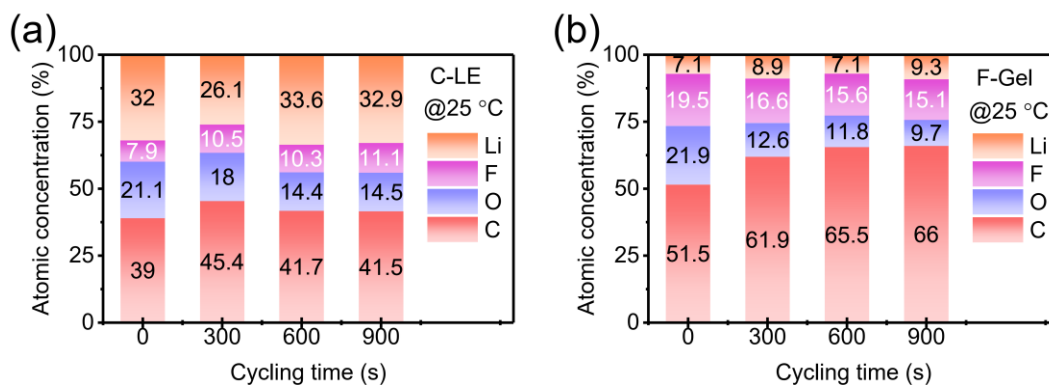 (a)
Atomic concentration (%)
100
75
50
25
0
32
26.1
33.6
32.9
7.9
10.5
10.3
11.1
21.1
18
14.4
14.5
39
45.4
41.7
41.5
C-LE
@25 °C
Li
F
O
C
0 300 600 900
Cycling time (s)
(b)
Atomic concentration (%)
100
75
50
25
0
7.1
8.9
7.1
9.3
19.5
16.6
15.6
15.1
21.9
12.6
11.8
9.7
51.5
61.9
65.5
66
F-Gel
@25 °C
Li
F
O
C
0 300 600 900
Cycling time (s)